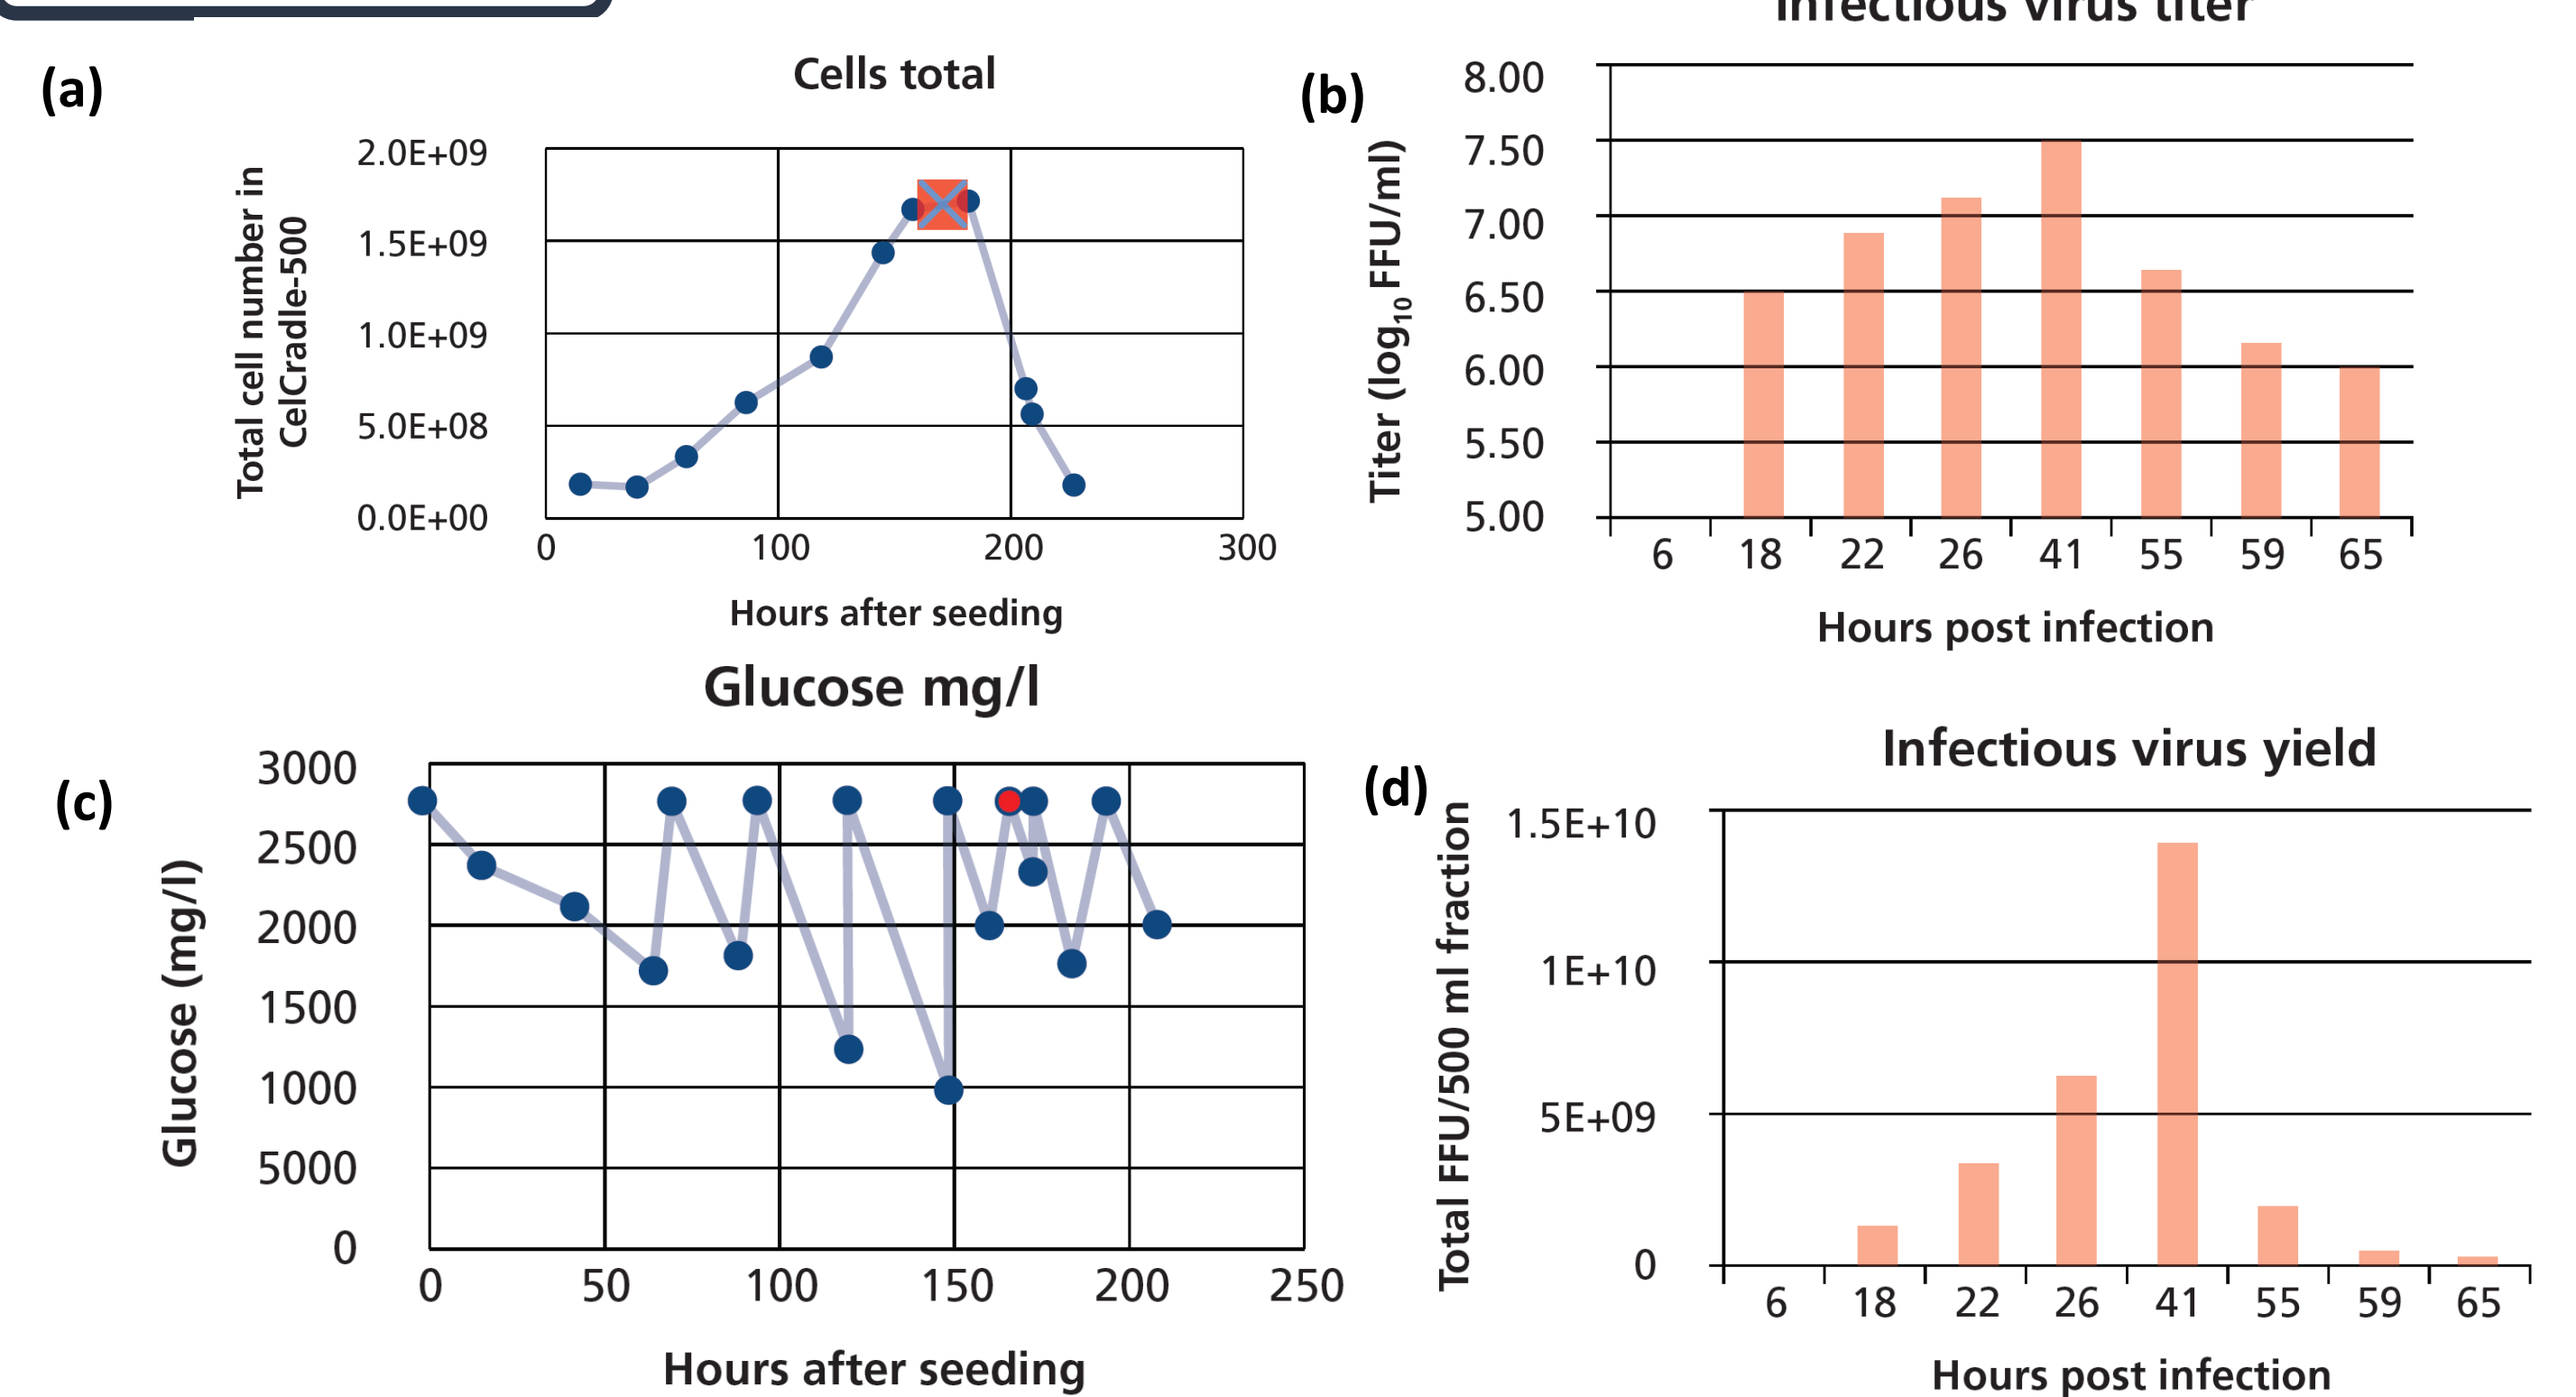 Infectious virus titer
(a)
Cells total
(b)
Total cell number in
CelCradle-500
2.0E+09
1.5E+09
1.0E+09
5.0E+08
0.0E+00
0 100 200 300
Hours after seeding
Titer (log10 FFU/ml)
8.00
7.50
7.00
6.50
6.00
5.50
5.00
6 18 22 26 41 55 59 65
Hours post infection
(c)
Glucose mg/l
Glucose (mg/l)
3000
2500
2000
1500
1000
5000
0
0 50 100 150 200 250
Hours after seeding
(d)
Infectious virus yield
Total FFU/500 ml fraction
1.5E+10
1E+10
5E+09
0
6 18 22 26 41 55 59 65
Hours post infection